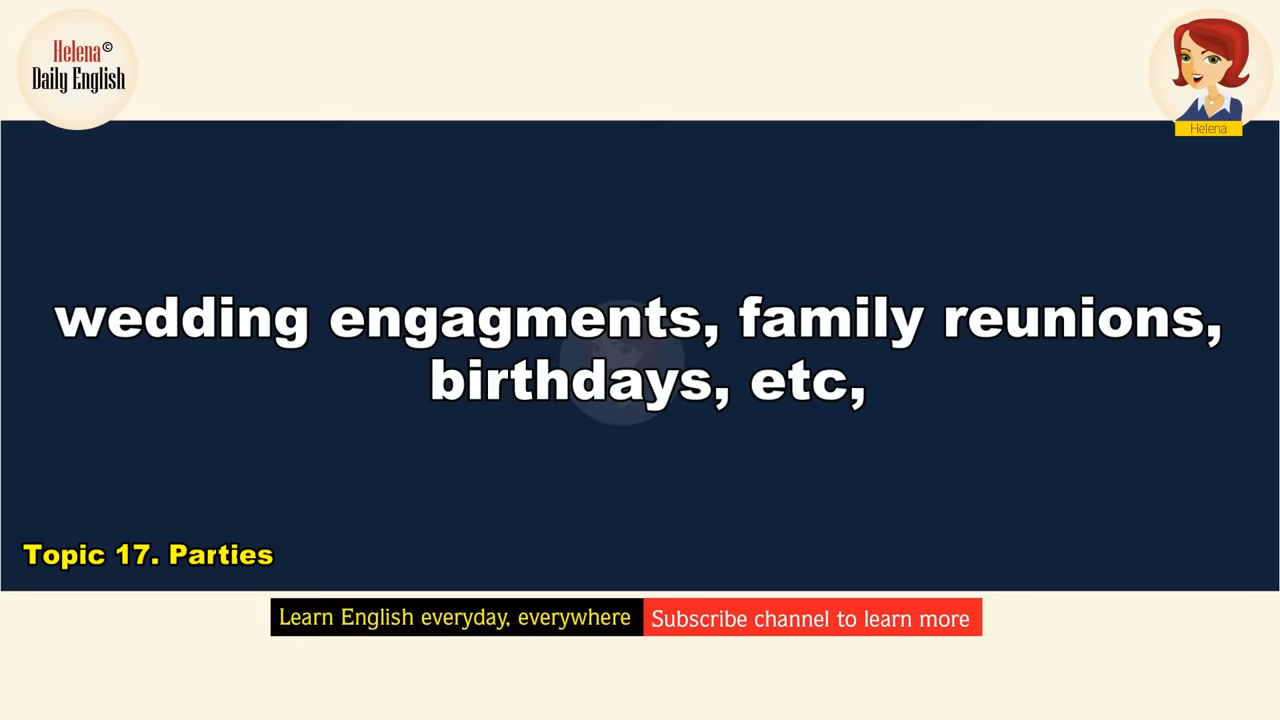 Helena©
Daily English
Helena
wedding engagments, family reunions,
birthdays, etc,
Topic 17. Parties
Learn English everyday, everywhere
Subscribe channel to learn more